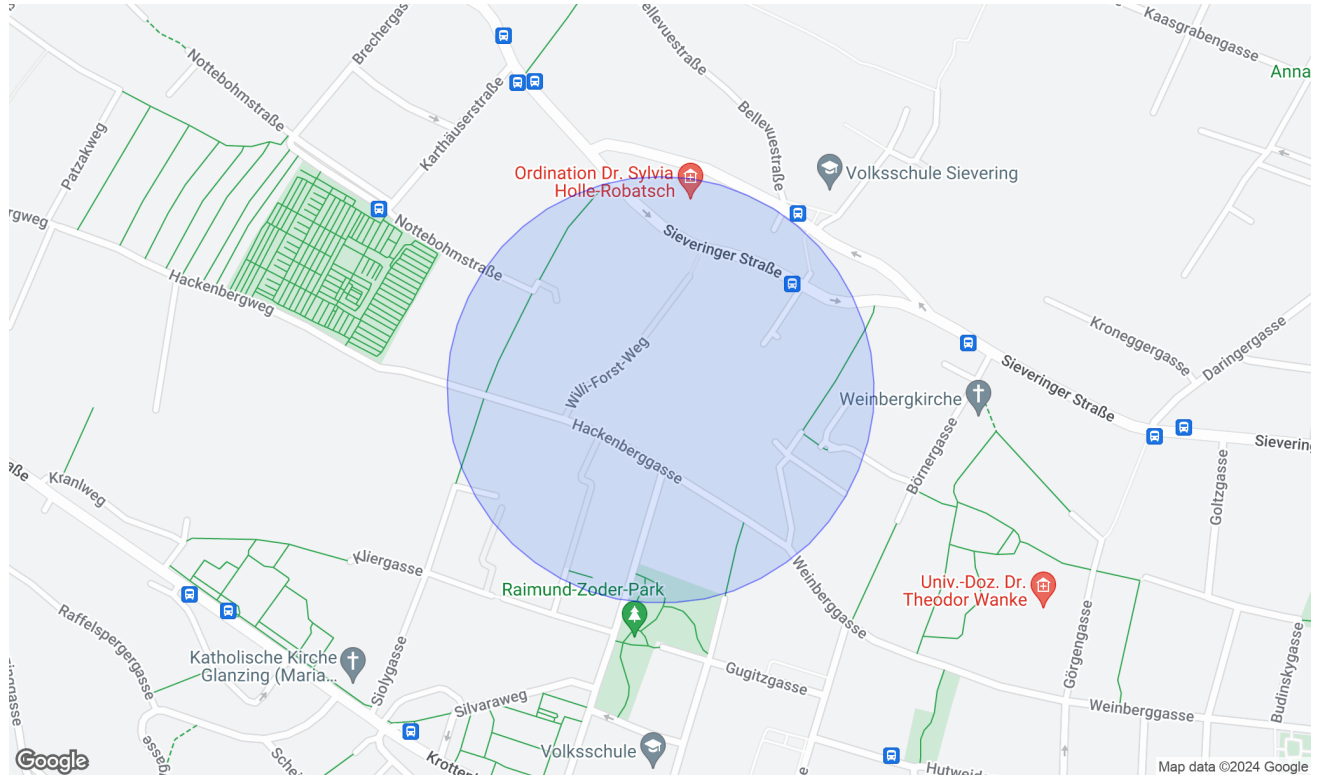 Bellevuestraße
Kaasgrabengasse
Brechergasse
Anna
Nottebohmstraße
Karthäuserstraße
Bellevuestraße
Patzakweg
Ordination Dr. Sylvia
Holle-Robatsch
Volksschule Sievering
ergweg
Nottebohmstraße
Sieveringer Straße
Hackenbergweg
Kroneggergasse
Daringergasse
Willi-Forst-Weg
Sieveringer Straße
Weinbergkirche
Hackenberggasse
Sievering
aße
Kranlweg
Börnergasse
Goltzgasse
Kliergasse
Weinberggasse
Univ.-Doz. Dr.
Theodor Wanke
Raimund-Zoder-Park
Raffelspergergasse
Katholische Kirche
Glanzing (Maria...
Siolygasse
Görgengasse
Budinskygasse
Gugitzgasse
Silvaraweg
Weinberggasse
Volksschule
Krottenb
Hutweid
Google
Map data ©2024 Google